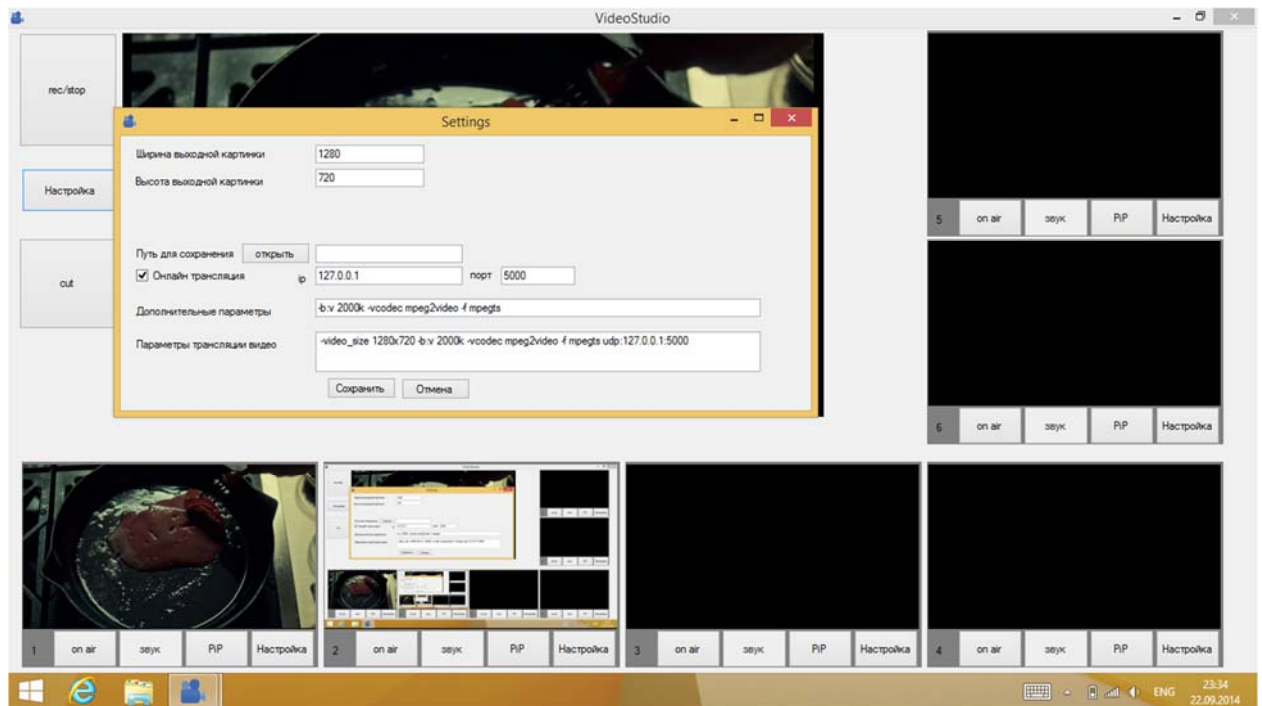 VideoStudio
rec/stop
Настройка
cut
Settings
Ширина выходной картинки 1280
Высота выходной картинки 720
Путь для сохранения открыть
Онлайн трансляция ip 127.0.0.1 порт 5000
Дополнительные параметры -b:v 2000k -vcodec mpeg2video -f mpegts
Параметры трансляции видео -video_size 1280x720 -b:v 2000k -vcodec mpeg2video -f mpegts udp:127.0.0.1:5000
Сохранить Отмена
5 on air звук PiP Настройка
6 on air звук PiP Настройка
1 on air звук PiP Настройка 2 on air звук PiP Настройка 3 on air звук PiP Настройка 4 on air звук PiP Настройка
ENG 23:34
22.09.2014